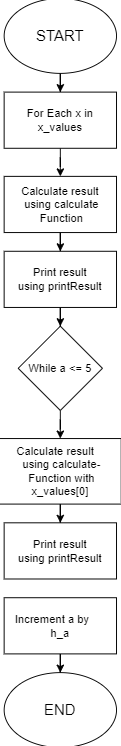 START
For Each x in
x_values
Calculate result
using calculate
Function
Print result
using printResult
While a <= 5
Calculate result
using calculate-
Function with
x_values[0]
Print result
using printResult
Increment a by
h_a
END